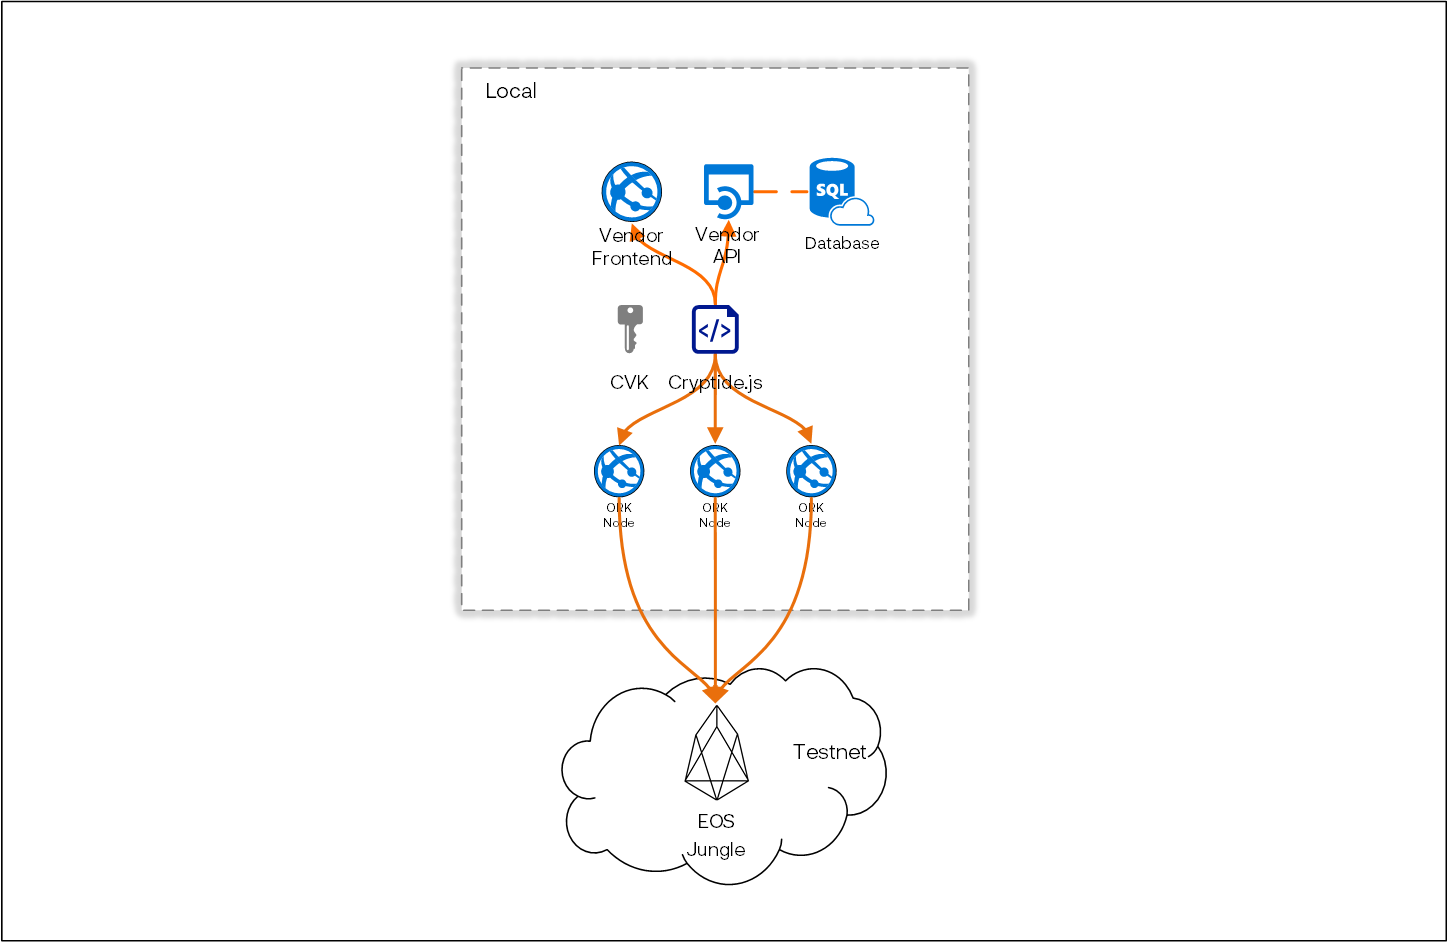 Local
SQL
Vendor
Frontend
Vendor
API
Database
</>
CVK
Cryptide.js
ORK
Node
ORK
Node
ORK
Node
Testnet
EOS
Jungle